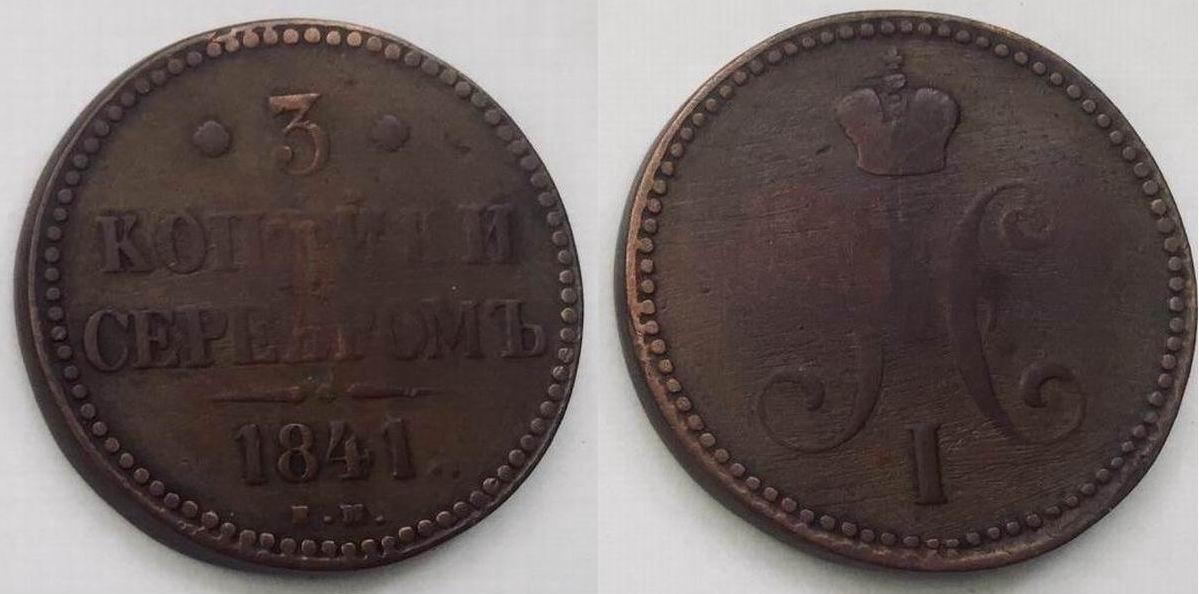 3
КОПѢЙКИ
СЕРЕБРОМЪ
1841
Е.М.
Н
I